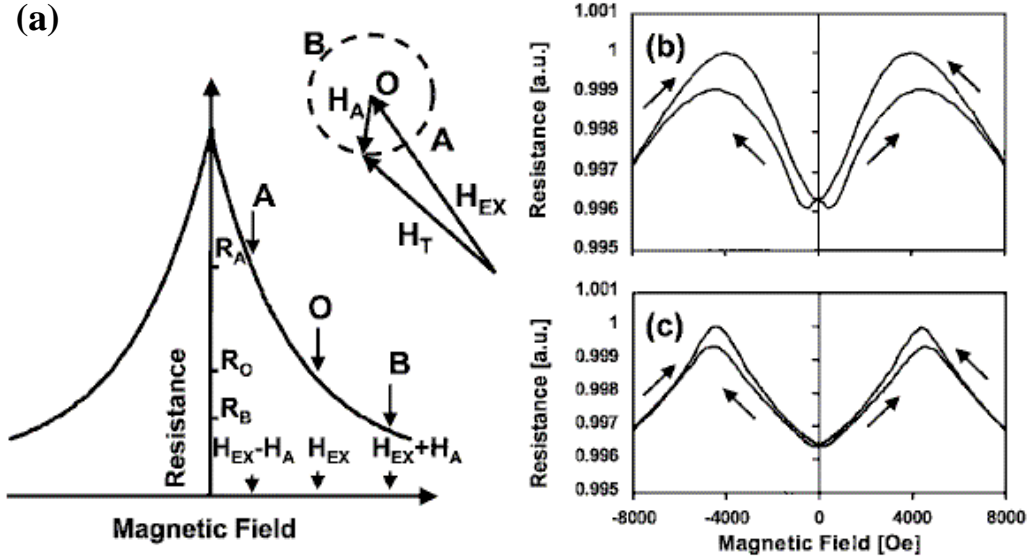 (a)
B
O
H_A
A
H_EX
H_T
A
R_A
O
R_O
B
R_B
Resistance
H_EX-H_A H_EX H_EX+H_A
Magnetic Field
(b)
Resistance [a.u.]
1.001
1
0.999
0.998
0.997
0.996
0.995
(c)
Resistance [a.u.]
1.001
1
0.999
0.998
0.997
0.996
0.995
-8000 -4000 0 4000 8000
Magnetic Field [Oe]